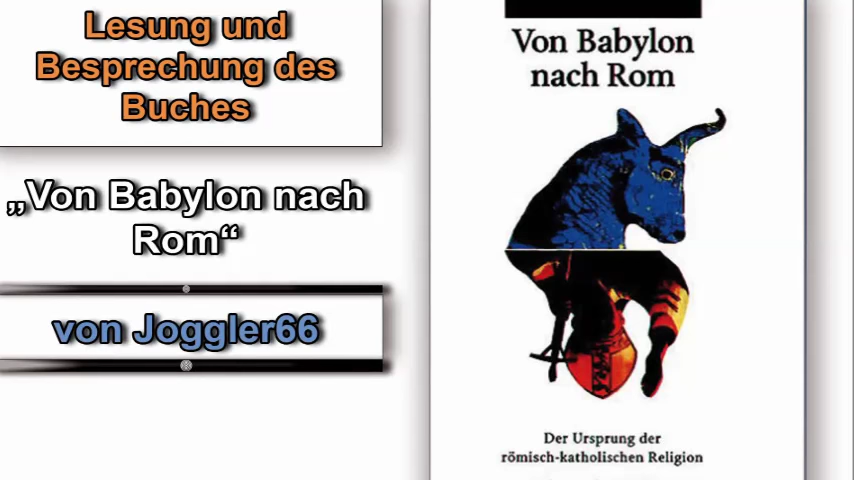 Lesung und
Besprechung des
Buches
„Von Babylon nach
Rom“
von Joggler66
Von Babylon
nach Rom
Der Ursprung der
römisch-katholischen Religion